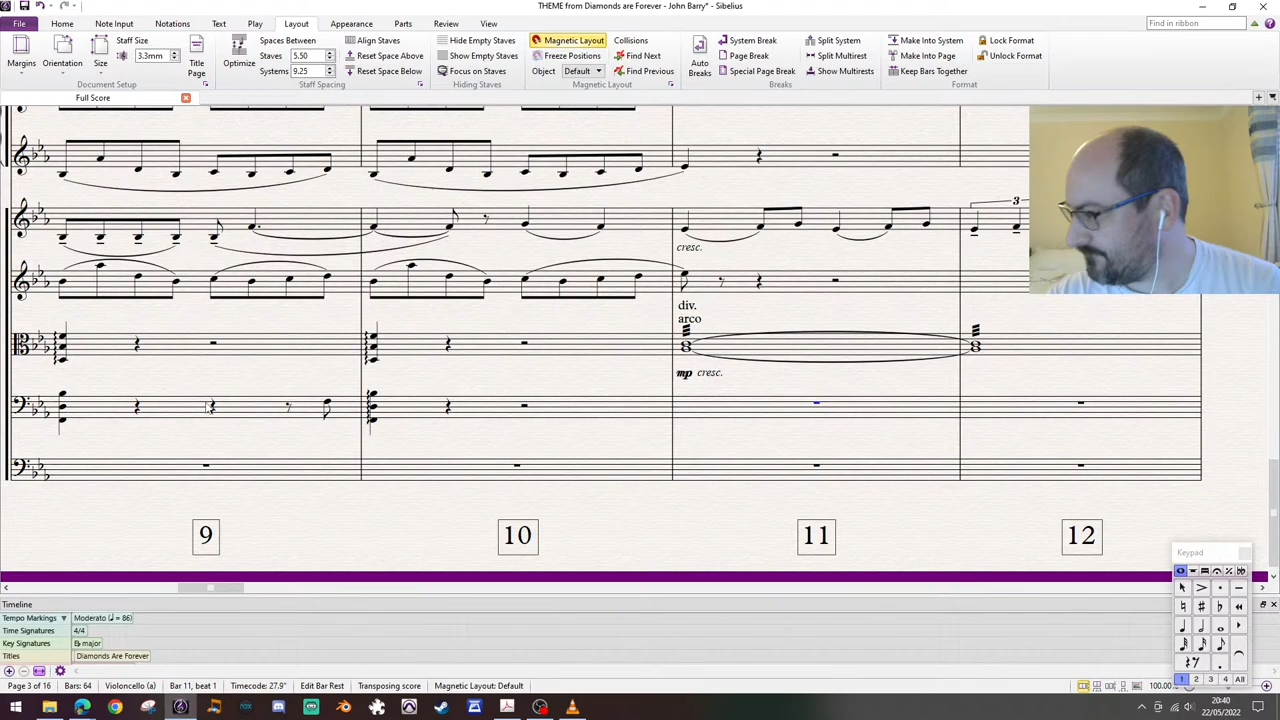 THEME from Diamonds are Forever - John Barry* - Sibelius
File Home Note Input Notations Text Play Layout Appearance Parts Review View Find in ribbon
Margins Orientation Size Staff Size 3.3mm Title Page Document Setup
Optimize Spaces Between Staves 5.50 Systems 9.25 Align Staves Reset Space Above Reset Space Below Staff Spacing
Hide Empty Staves Show Empty Staves Focus on Staves Hiding Staves
Magnetic Layout Freeze Positions Object Default Collisions Find Next Find Previous Magnetic Layout
Auto Breaks System Break Page Break Special Page Break Split System Split Multirest Show Multirests Breaks
Make Into System Make Into Page Keep Bars Together Lock Format Unlock Format Format
Full Score
3
cresc.
div.
arco
mp cresc.
9 10 11 12
Keypad
1 2 3 4 All
Timeline
Tempo Markings Moderato (♩ = 86)
Time Signatures 4/4
Key Signatures E♭ major
Titles Diamonds Are Forever
Page 3 of 16 Bars: 64 Violoncello (a) Bar 11, beat 1 Timecode: 27.9" Edit Bar Rest Transposing score Magnetic Layout: Default 100.00
20:40
22/05/2022